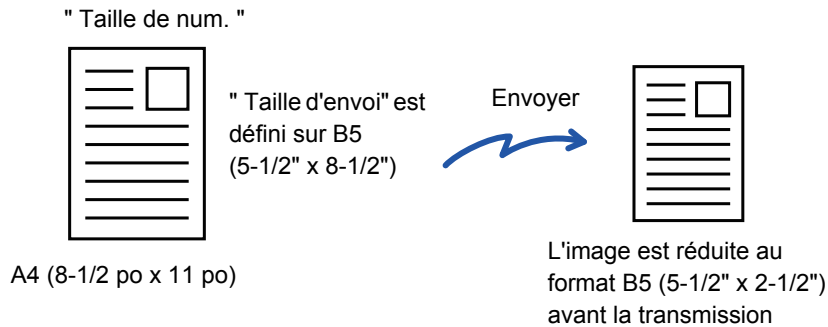 " Taille de num. "
" Taille d'envoi" est
défini sur B5
(5-1/2" x 8-1/2")
Envoyer
A4 (8-1/2 po x 11 po)
L'image est réduite au
format B5 (5-1/2" x 2-1/2")
avant la transmission